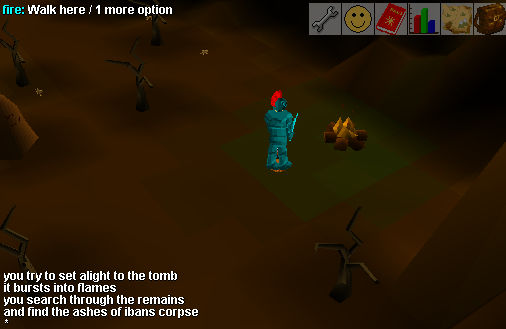 fire: Walk here / 1 more option
you try to set alight to the tomb
it bursts into flames
you search through the remains
and find the ashes of ibans corpse
*